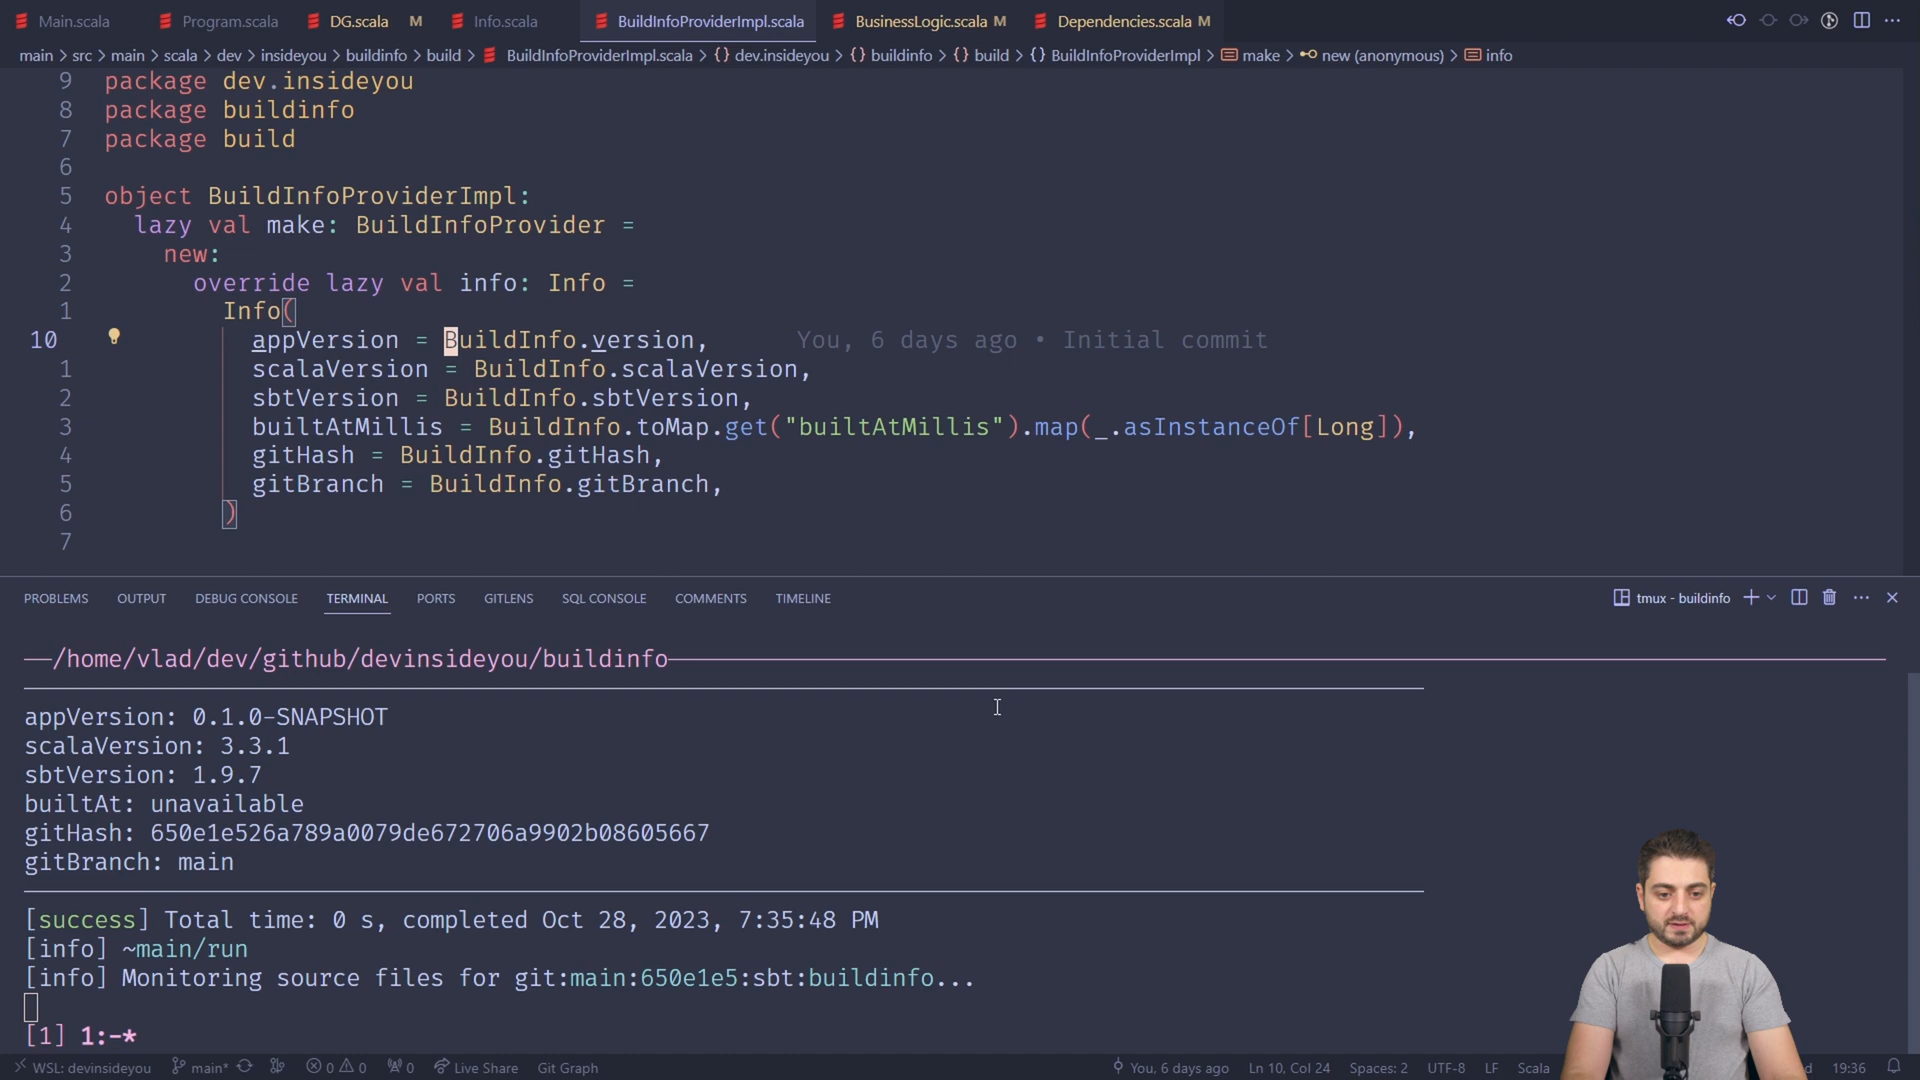 Main.scala Program.scala DG.scala M Info.scala BuildInfoProviderImpl.scala BusinessLogic.scala M Dependencies.scala M
main > src > main > scala > dev > insideyou > buildinfo > build > BuildInfoProviderImpl.scala > {} dev.insideyou > {} buildinfo > {} build > {} BuildInfoProviderImpl > make > new (anonymous) > info
9 package dev.insideyou
8 package buildinfo
7 package build
6
5 object BuildInfoProviderImpl:
4 lazy val make: BuildInfoProvider =
3 new:
2 override lazy val info: Info =
1 Info(
10 appVersion = BuildInfo.version, You, 6 days ago • Initial commit
1 scalaVersion = BuildInfo.scalaVersion,
2 sbtVersion = BuildInfo.sbtVersion,
3 builtAtMillis = BuildInfo.toMap.get("builtAtMillis").map(_.asInstanceOf[Long]),
4 gitHash = BuildInfo.gitHash,
5 gitBranch = BuildInfo.gitBranch,
6 )
7
PROBLEMS OUTPUT DEBUG CONSOLE TERMINAL PORTS GITLENS SQL CONSOLE COMMENTS TIMELINE tmux - buildinfo
/home/vlad/dev/github/devinsideyou/buildinfo
appVersion: 0.1.0-SNAPSHOT
scalaVersion: 3.3.1
sbtVersion: 1.9.7
builtAt: unavailable
gitHash: 650e1e526a789a0079de672706a9902b08605667
gitBranch: main
[success] Total time: 0 s, completed Oct 28, 2023, 7:35:48 PM
[info] ~main/run
[info] Monitoring source files for git:main:650e1e5:sbt:buildinfo...
[1] 1:-*
WSL: devinsideyou main* 0 0 0 Live Share Git Graph You, 6 days ago Ln 10, Col 24 Spaces: 2 UTF-8 LF Scala 19:36